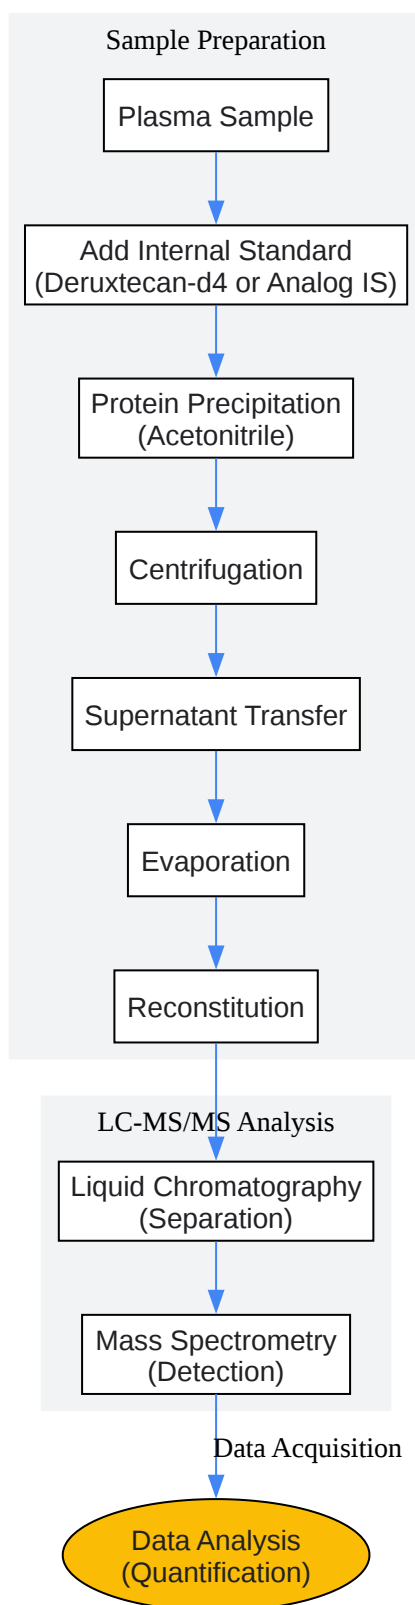 Sample Preparation
Plasma Sample
Add Internal Standard
(Deruxtecan-d4 or Analog IS)
Protein Precipitation
(Acetonitrile)
Centrifugation
Supernatant Transfer
Evaporation
Reconstitution
LC-MS/MS Analysis
Liquid Chromatography
(Separation)
Mass Spectrometry
(Detection)
Data Acquisition
Data Analysis
(Quantification)